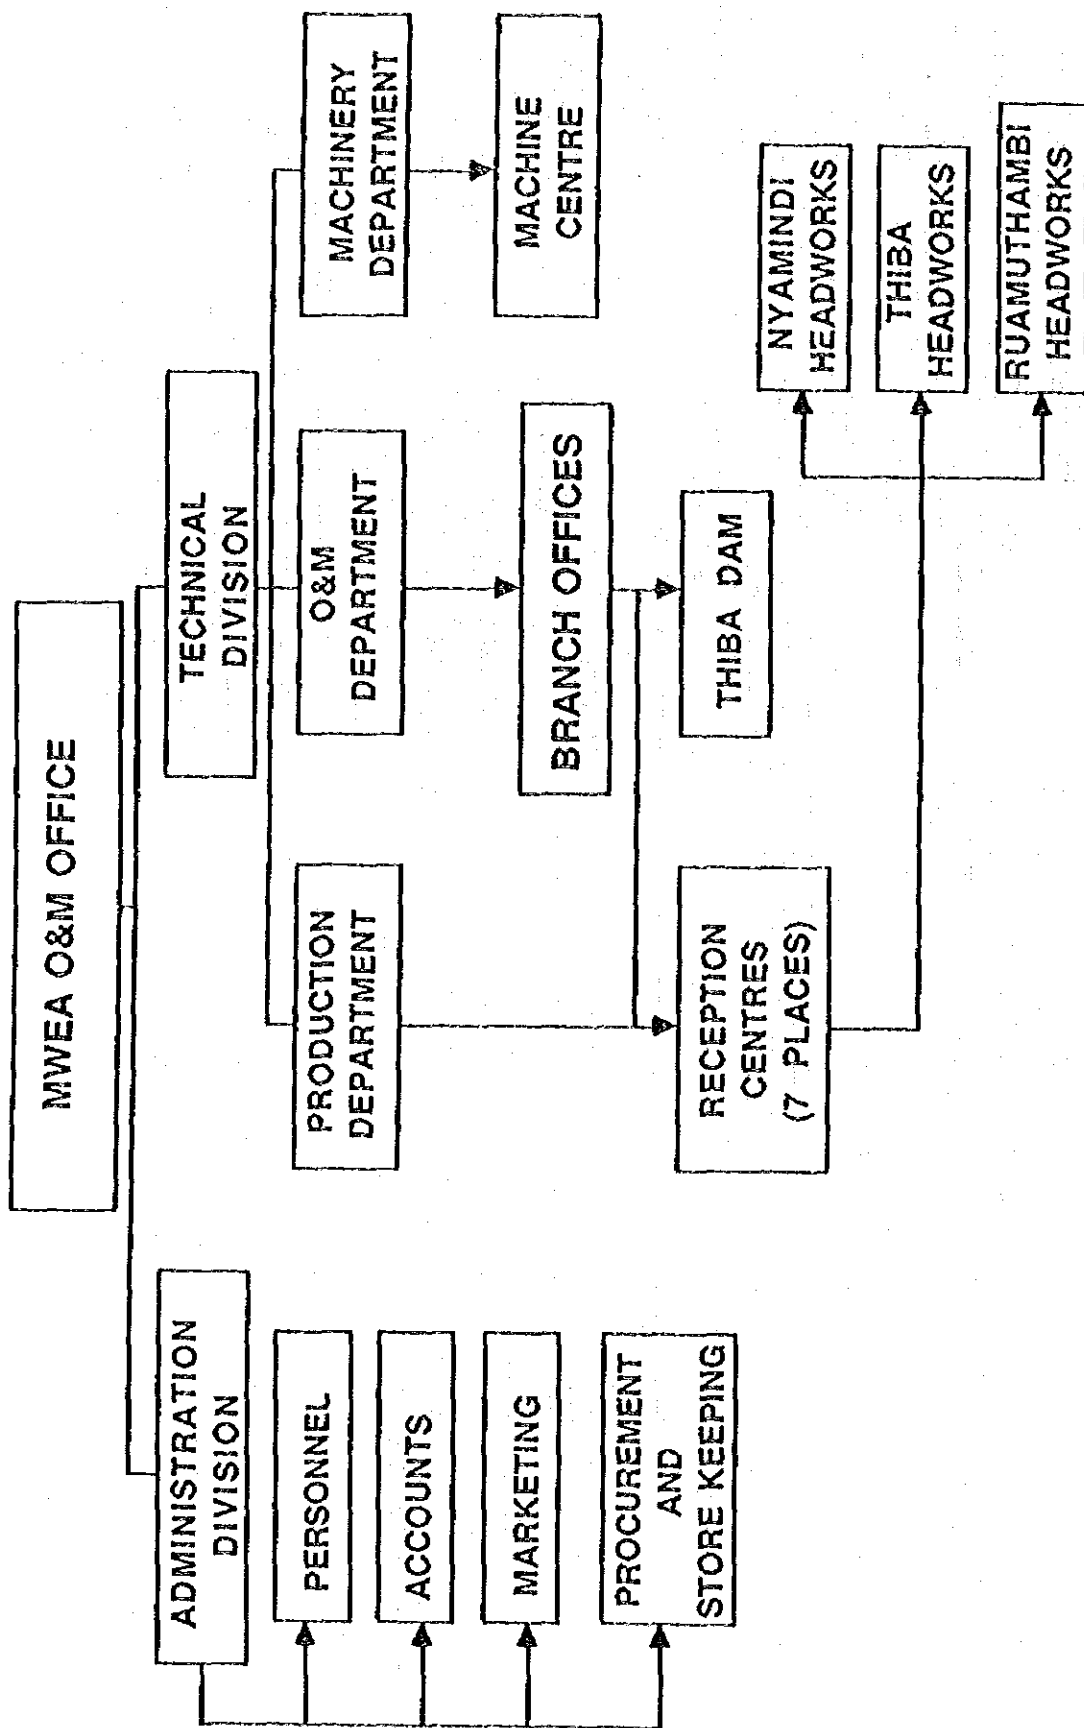 MWEA O&M OFFICE
ADMINISTRATION
DIVISION
TECHNICAL
DIVISION
PERSONNEL
ACCOUNTS
MARKETING
PROCUREMENT
AND
STORE KEEPING
PRODUCTION
DEPARTMENT
O&M
DEPARTMENT
MACHINERY
DEPARTMENT
BRANCH OFFICES
MACHINE
CENTRE
RECEPTION
CENTRES
(7 PLACES)
THIBA DAM
NYAMINDI
HEADWORKS
THIBA
HEADWORKS
RUAMUTHAMBI
HEADWORKS